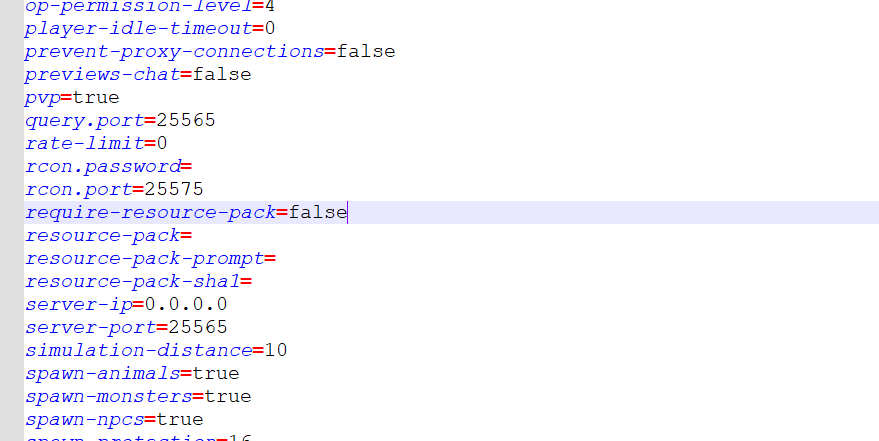 op-permission-level=4
player-idle-timeout=0
prevent-proxy-connections=false
previews-chat=false
pvp=true
query.port=25565
rate-limit=0
rcon.password=
rcon.port=25575
require-resource-pack=false
resource-pack=
resource-pack-prompt=
resource-pack-sha1=
server-ip=0.0.0.0
server-port=25565
simulation-distance=10
spawn-animals=true
spawn-monsters=true
spawn-npcs=true
spawn-protection=16